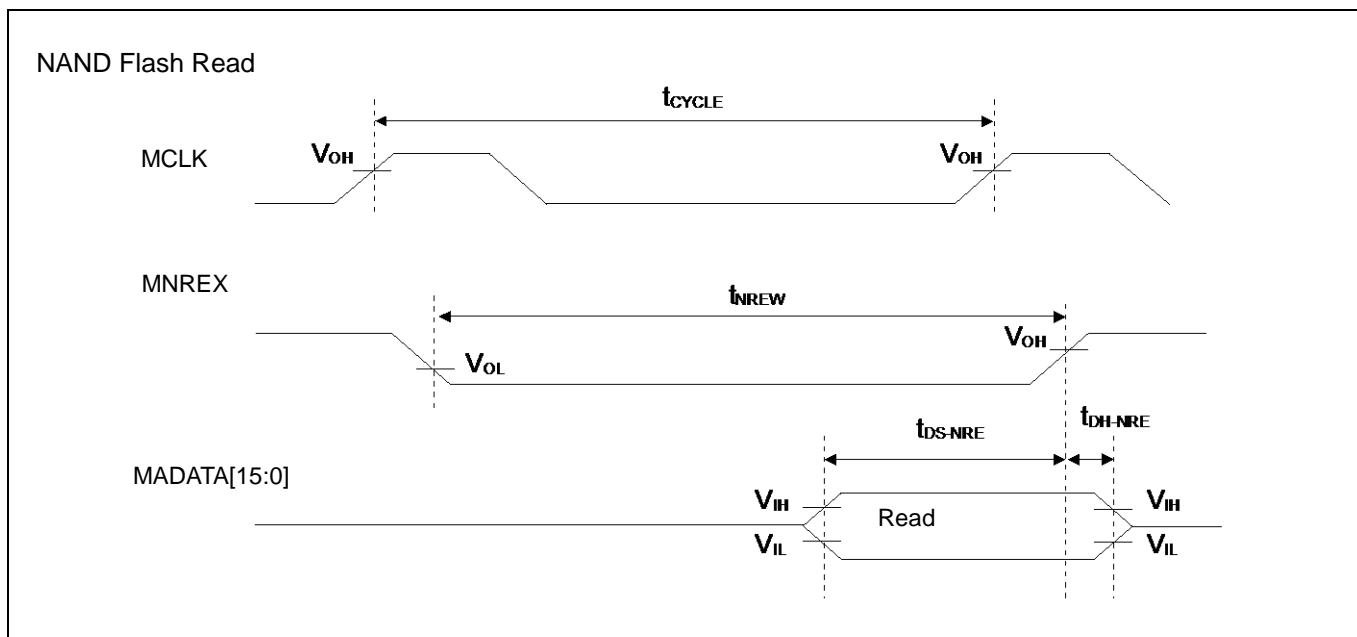 NAND Flash Read
tCYCLE
MCLK
VOH
VOH
MNREX
tNREW
VOH
VOL
tDS-NRE
tDH-NRE
MADATA[15:0]
VIH
Read
VIH
VIL
VIL